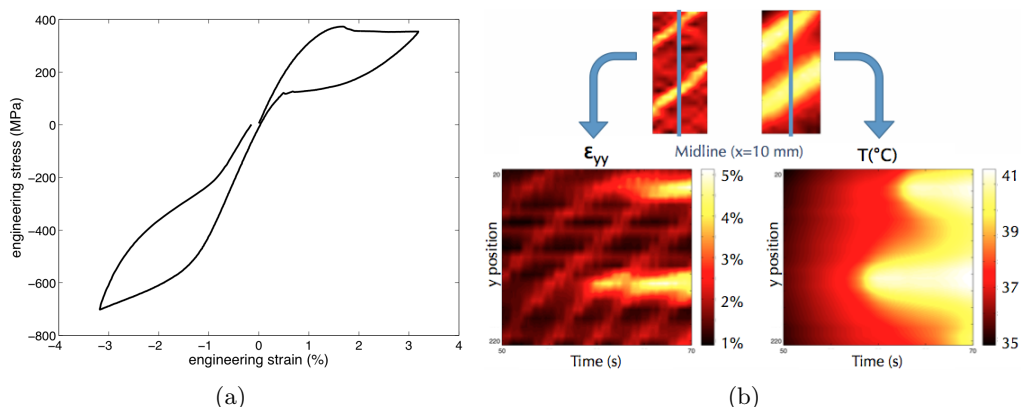 400
200
0
−200
−400
−600
−800
−4 −3 −2 −1 0 1 2 3 4
engineering stress (MPa)
engineering strain (%)
(a)
Midline (x=10 mm)
εyy
T(°C)
20
220
y position
50 70
Time (s)
5%
4%
3%
2%
1%
20
220
y position
50 70
Time (s)
41
39
37
35
(b)